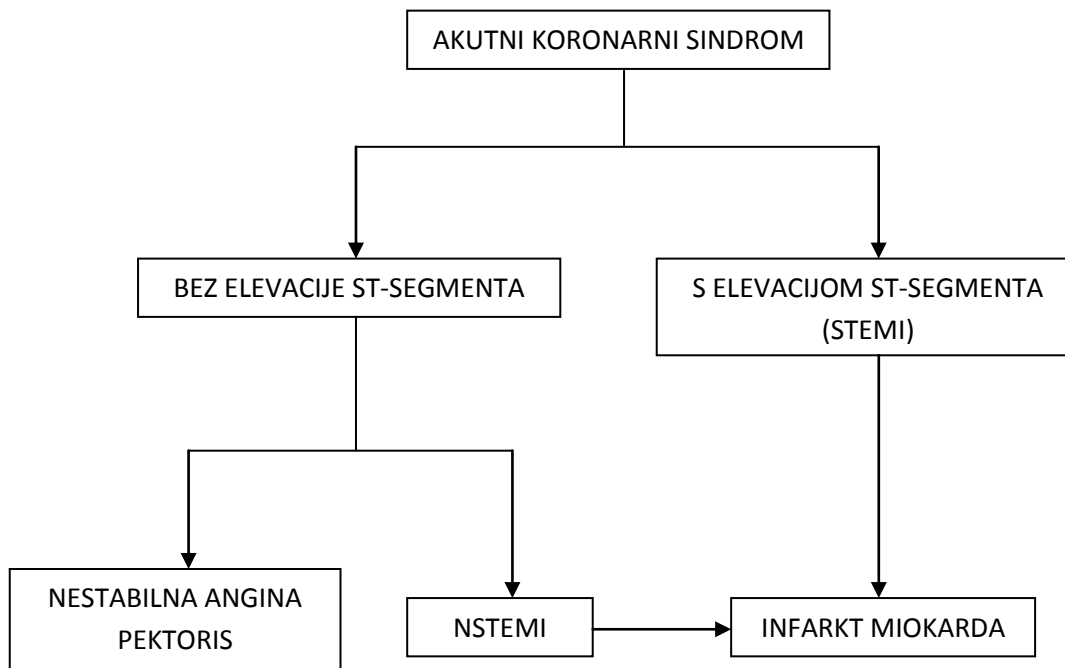 AKUTNI KORONARNI SINDROM
BEZ ELEVACIJE ST-SEGMENTA
S ELEVACIJOM ST-SEGMENTA
(STEMI)
NESTABILNA ANGINA
PEKTORIS
NSTEMI
INFARKT MIOKARDA